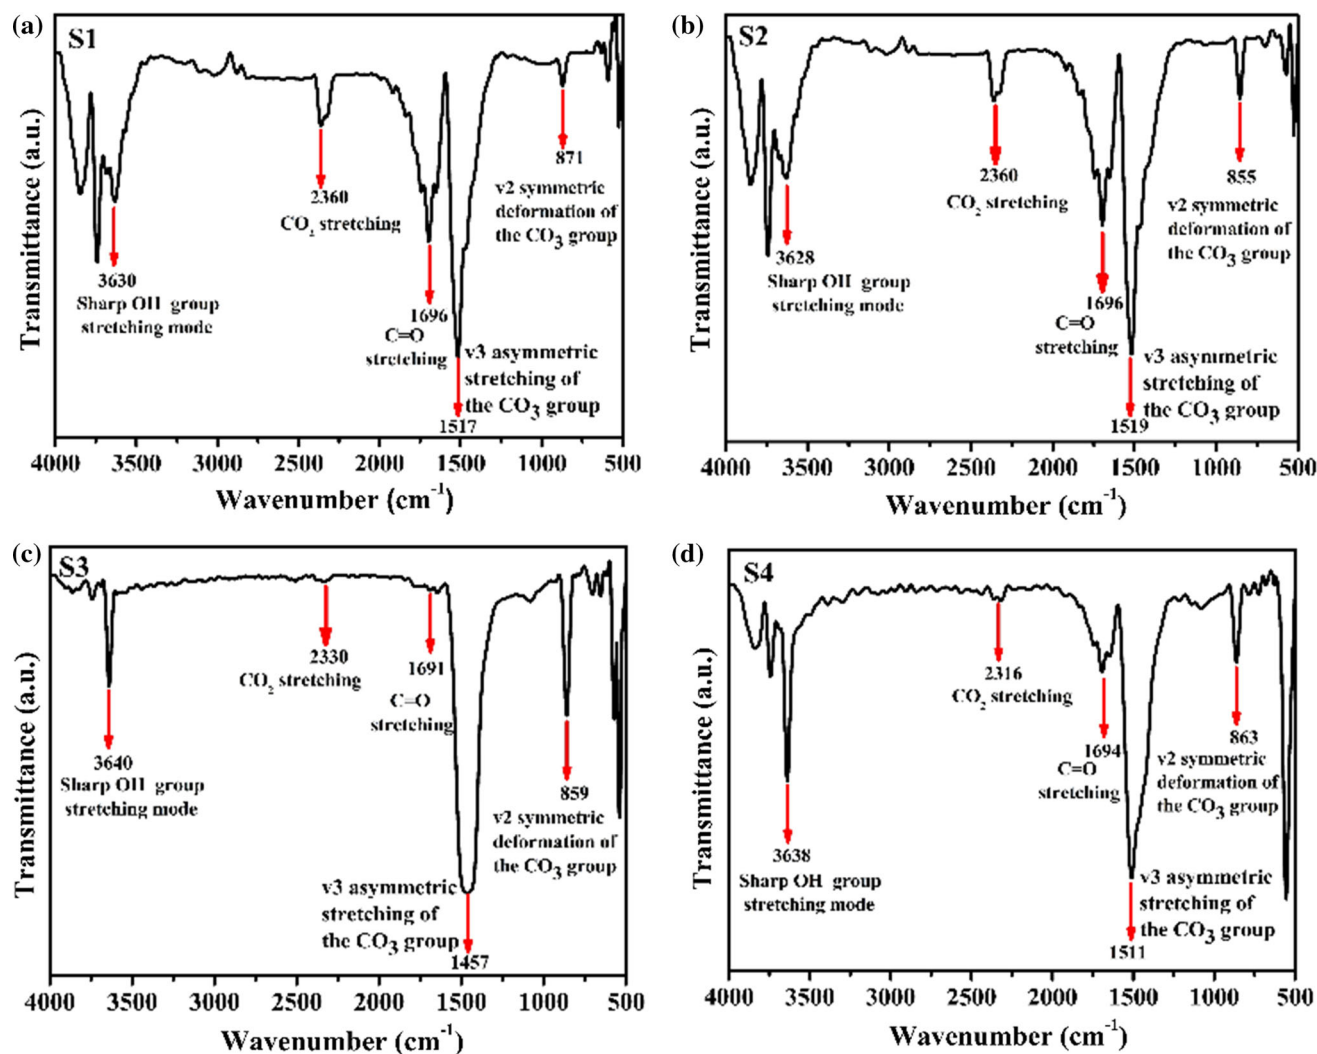 (a)
S1
Transmittance (a.u.)
3630
Sharp OH group
stretching mode
2360
CO₂ stretching
1696
C=O
stretching
v3 asymmetric
stretching of
the CO₃ group
1517
871
v2 symmetric
deformation of
the CO₃ group
4000 3500 3000 2500 2000 1500 1000 500
Wavenumber (cm⁻¹)
(b)
S2
Transmittance (a.u.)
3628
Sharp OH group
stretching mode
2360
CO₂ stretching
1696
C=O
stretching
v3 asymmetric
stretching of
the CO₃ group
1519
855
v2 symmetric
deformation of
the CO₃ group
4000 3500 3000 2500 2000 1500 1000 500
Wavenumber (cm⁻¹)
(c)
S3
Transmittance (a.u.)
3640
Sharp OH group
stretching mode
2330
CO₂ stretching
1691
C=O
stretching
v3 asymmetric
stretching of
the CO₃ group
1457
859
v2 symmetric
deformation of
the CO₃ group
4000 3500 3000 2500 2000 1500 1000 500
Wavenumber (cm⁻¹)
(d)
S4
Transmittance (a.u.)
3638
Sharp OH group
stretching mode
2316
CO₂ stretching
1694
C=O
stretching
v3 asymmetric
stretching of
the CO₃ group
1511
863
v2 symmetric
deformation of
the CO₃ group
4000 3500 3000 2500 2000 1500 1000 500
Wavenumber (cm⁻¹)